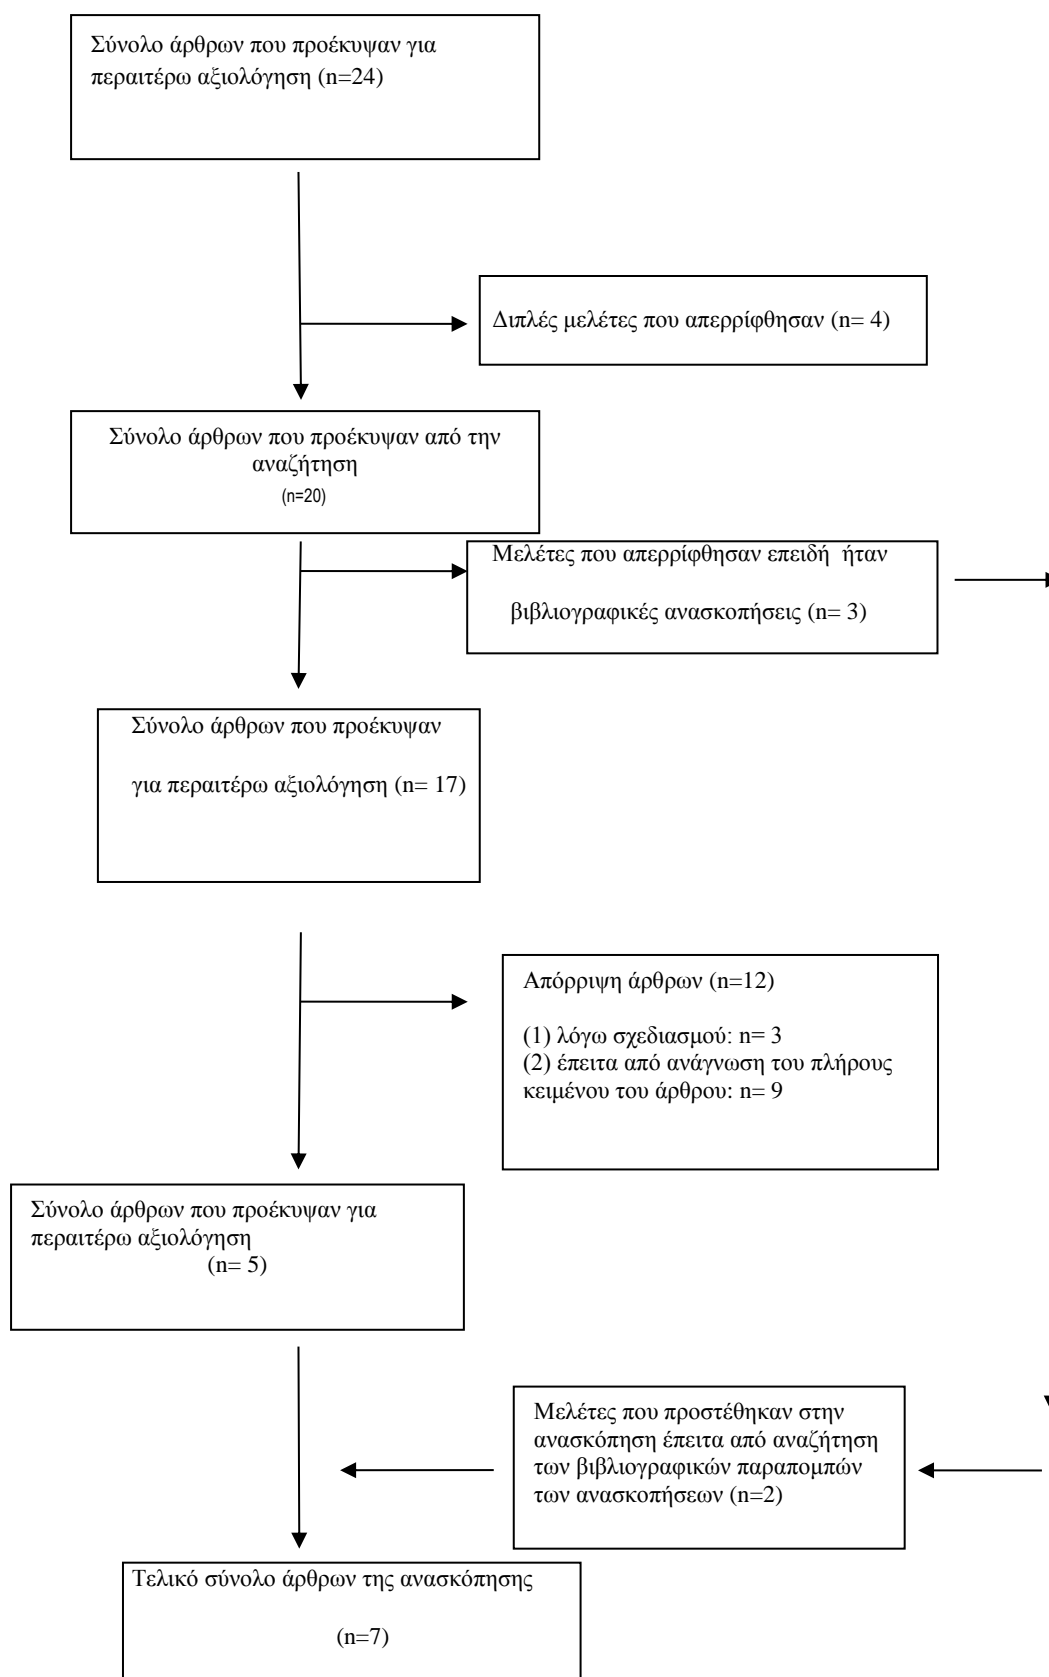 Σύνολο άρθρων που προέκυψαν για
περαιτέρω αξιολόγηση (n=24)
Διπλές μελέτες που απερρίφθησαν (n= 4)
Σύνολο άρθρων που προέκυψαν από την
αναζήτηση
(n=20)
Μελέτες που απερρίφθησαν επειδή ήταν
βιβλιογραφικές ανασκοπήσεις (n= 3)
Σύνολο άρθρων που προέκυψαν
για περαιτέρω αξιολόγηση (n= 17)
Απόρριψη άρθρων (n=12)
(1) λόγω σχεδιασμού: n= 3
(2) έπειτα από ανάγνωση του πλήρους
κειμένου του άρθρου: n= 9
Σύνολο άρθρων που προέκυψαν για
περαιτέρω αξιολόγηση
(n= 5)
Μελέτες που προστέθηκαν στην
ανασκόπηση έπειτα από αναζήτηση
των βιβλιογραφικών παραπομπών
των ανασκοπήσεων (n=2)
Τελικό σύνολο άρθρων της ανασκόπησης
(n=7)